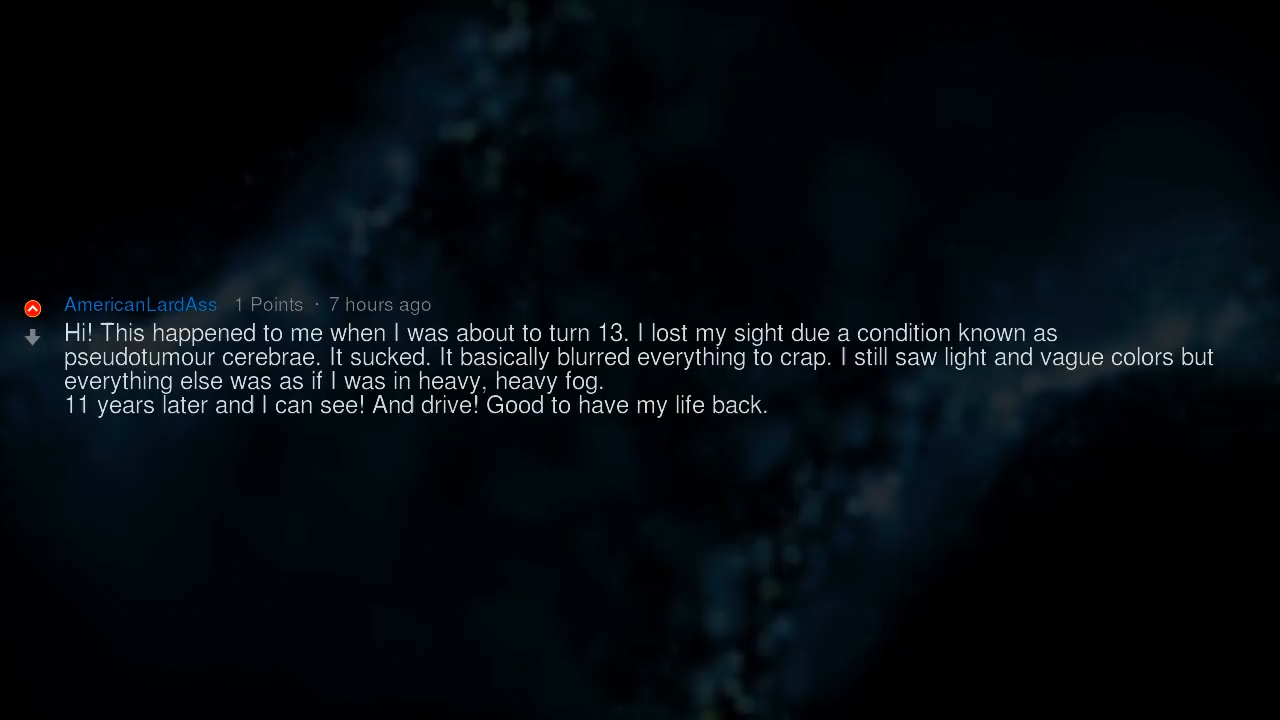 AmericanLardAss 1 Points · 7 hours ago
Hi! This happened to me when I was about to turn 13. I lost my sight due a condition known as
pseudotumour cerebrae. It sucked. It basically blurred everything to crap. I still saw light and vague colors but
everything else was as if I was in heavy, heavy fog.
11 years later and I can see! And drive! Good to have my life back.